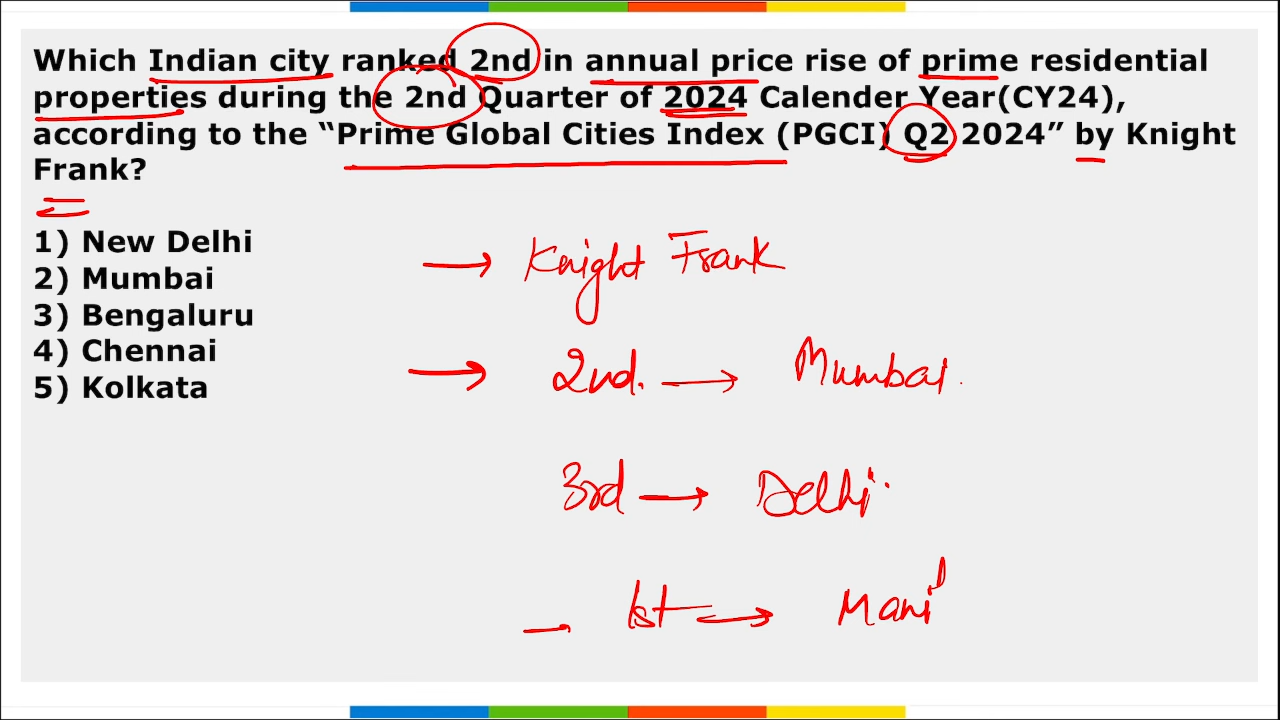 Which Indian city ranked 2nd in annual price rise of prime residential
properties during the 2nd Quarter of 2024 Calender Year(CY24),
according to the “Prime Global Cities Index (PGCI) Q2 2024” by Knight
Frank?
1) New Delhi
2) Mumbai
3) Bengaluru
4) Chennai
5) Kolkata
→ Knight Frank
→ 2nd. → Mumbai.
3rd → Delhi
1st → Manil